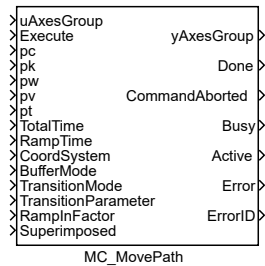 uAxesGroup
Execute yAxesGroup
pc
pk Done
pw
pv CommandAborted
pt
TotalTime Busy
RampTime
CoordSystem Active
BufferMode
TransitionMode Error
TransitionParameter
RampInFactor ErrorID
Superimposed
MC_MovePath